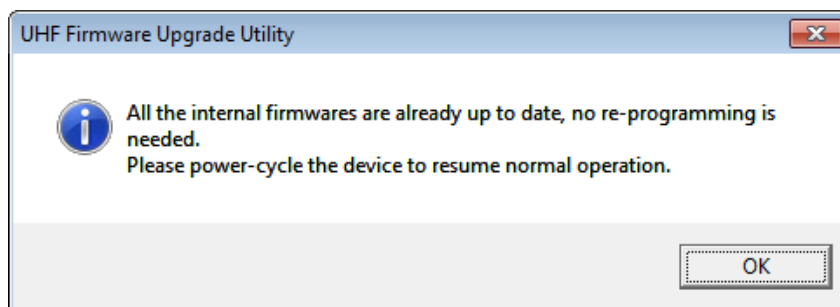 UHF Firmware Upgrade Utility
All the internal firmwares are already up to date, no re-programming is
needed.
Please power-cycle the device to resume normal operation.
OK